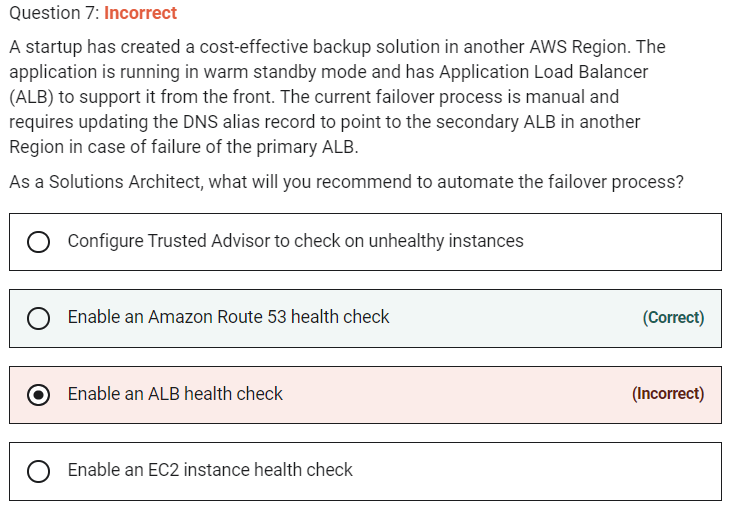 Question 7: Incorrect
A startup has created a cost-effective backup solution in another AWS Region. The
application is running in warm standby mode and has Application Load Balancer
(ALB) to support it from the front. The current failover process is manual and
requires updating the DNS alias record to point to the secondary ALB in another
Region in case of failure of the primary ALB.
As a Solutions Architect, what will you recommend to automate the failover process?
Configure Trusted Advisor to check on unhealthy instances
Enable an Amazon Route 53 health check (Correct)
Enable an ALB health check (Incorrect)
Enable an EC2 instance health check